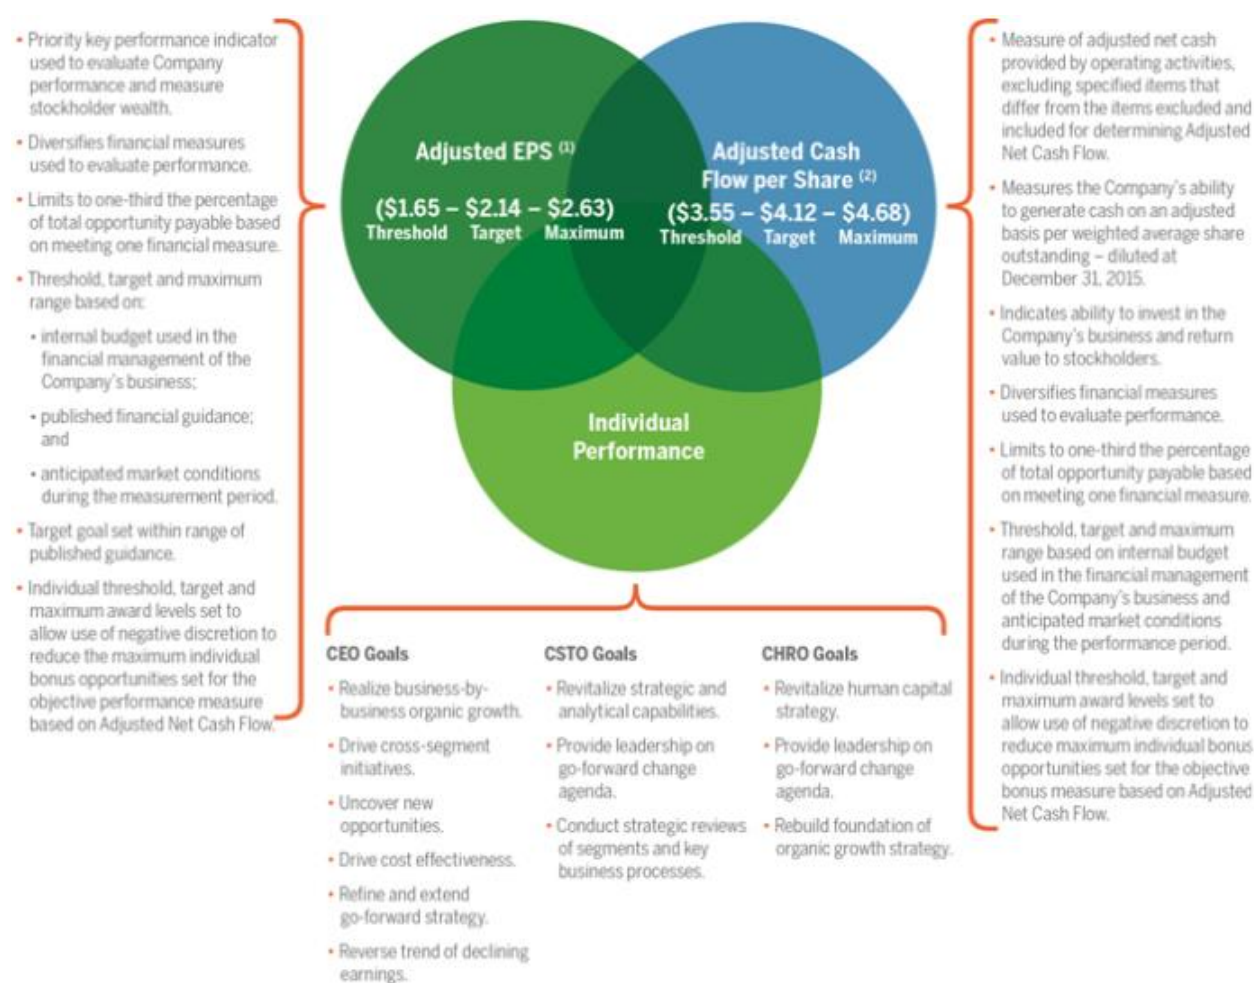 • Priority key performance indicator
used to evaluate Company
performance and measure
stockholder wealth.
• Diversifies financial measures
used to evaluate performance.
• Limits to one-third the percentage
of total opportunity payable based
on meeting one financial measure.
• Threshold, target and maximum
range based on:
• internal budget used in the
financial management of the
Company's business;
• published financial guidance;
and
• anticipated market conditions
during the measurement period.
• Target goal set within range of
published guidance.
• Individual threshold, target and
maximum award levels set to
allow use of negative discretion to
reduce the maximum individual
bonus opportunities set for the
objective performance measure
based on Adjusted Net Cash Flow.
Adjusted EPS (1)
($1.65 – $2.14 – $2.63)
Threshold Target Maximum
Adjusted Cash
Flow per Share (2)
($3.55 – $4.12 – $4.68)
Threshold Target Maximum
Individual
Performance
• Measure of adjusted net cash
provided by operating activities,
excluding specified items that
differ from the items excluded and
included for determining Adjusted
Net Cash Flow.
• Measures the Company's ability
to generate cash on an adjusted
basis per weighted average share
outstanding – diluted at
December 31, 2015.
• Indicates ability to invest in the
Company's business and return
value to stockholders.
• Diversifies financial measures
used to evaluate performance.
• Limits to one-third the percentage
of total opportunity payable based
on meeting one financial measure.
• Threshold, target and maximum
range based on internal budget
used in the financial management
of the Company's business and
anticipated market conditions
during the performance period.
• Individual threshold, target and
maximum award levels set to
allow use of negative discretion to
reduce maximum individual bonus
opportunities set for the objective
bonus measure based on Adjusted
Net Cash Flow.
CEO Goals
• Realize business-by-
business organic growth.
• Drive cross-segment
initiatives.
• Uncover new
opportunities.
• Drive cost effectiveness.
• Refine and extend
go-forward strategy.
• Reverse trend of declining
earnings.
CSTO Goals
• Revitalize strategic and
analytical capabilities.
• Provide leadership on
go-forward change
agenda.
• Conduct strategic reviews
of segments and key
business processes.
CHRO Goals
• Revitalize human capital
strategy.
• Provide leadership on
go-forward change
agenda.
• Rebuild foundation of
organic growth strategy.